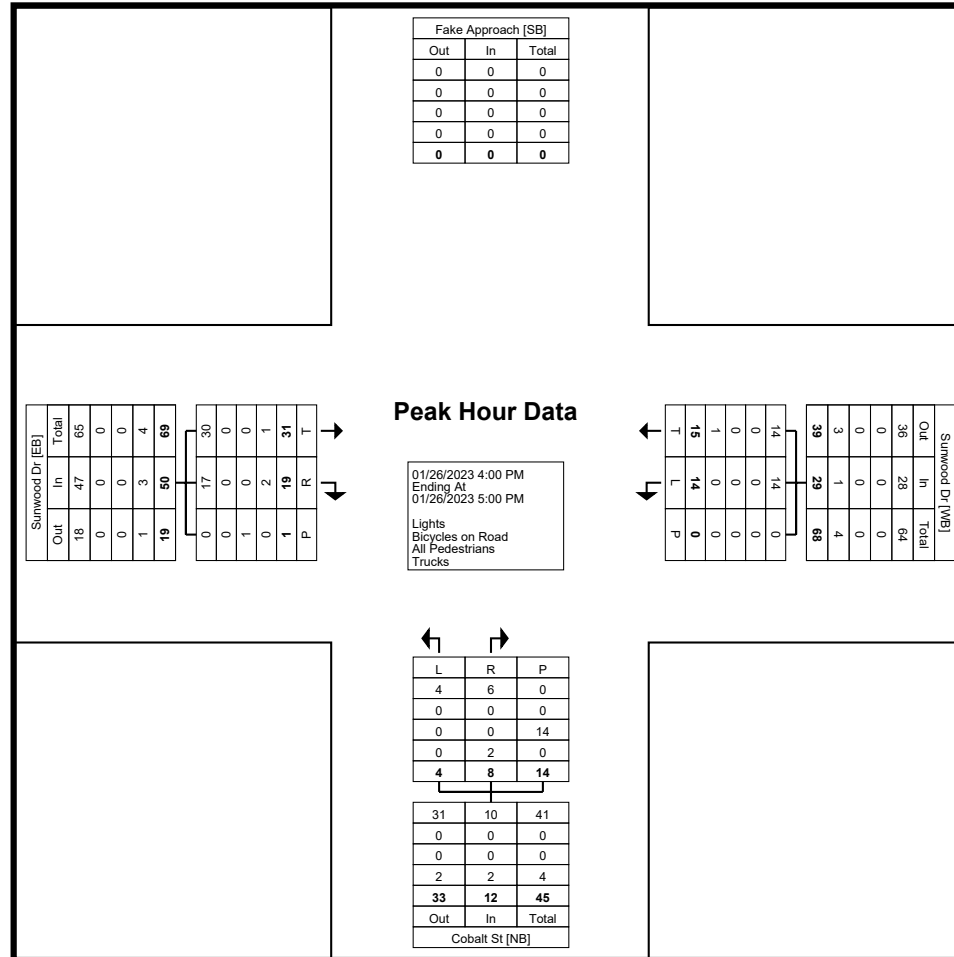 Fake Approach [SB]
Out In Total
0 0 0
0 0 0
0 0 0
0 0 0
0 0 0
Peak Hour Data
01/26/2023 4:00 PM
Ending At
01/26/2023 5:00 PM
Lights
Bicycles on Road
All Pedestrians
Trucks
Sunwood Dr [EB]
Total 65 0 0 4 69
In 47 0 0 3 50
Out 18 0 0 1 19
30 0 0 1 31 T
17 0 0 2 19 R
0 0 1 0 1 P
T 15 1 0 0 14
L 14 0 0 0 14
P 0 0 0 0 0
39 3 0 0 36 Out
29 1 0 0 28 In
68 4 0 0 64 Total
Sunwood Dr [WB]
L R P
4 6 0
0 0 0
0 0 14
0 2 0
4 8 14
31 10 41
0 0 0
0 0 0
2 2 4
33 12 45
Out In Total
Cobalt St [NB]